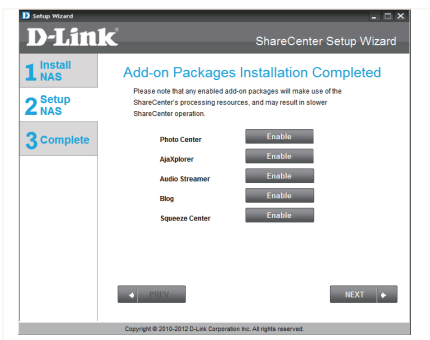 Setup Wizard
D-Link
ShareCenter Setup Wizard
1 Install NAS
2 Setup NAS
3 Complete
Add-on Packages Installation Completed
Please note that any enabled add-on packages will make use of the
ShareCenter's processing resources, and may result in slower
ShareCenter operation.
Photo Center Enable
AjaXplorer Enable
Audio Streamer Enable
Blog Enable
Squeeze Center Enable
PREV NEXT
Copyright © 2010-2012 D-Link Corporation Inc. All rights reserved.